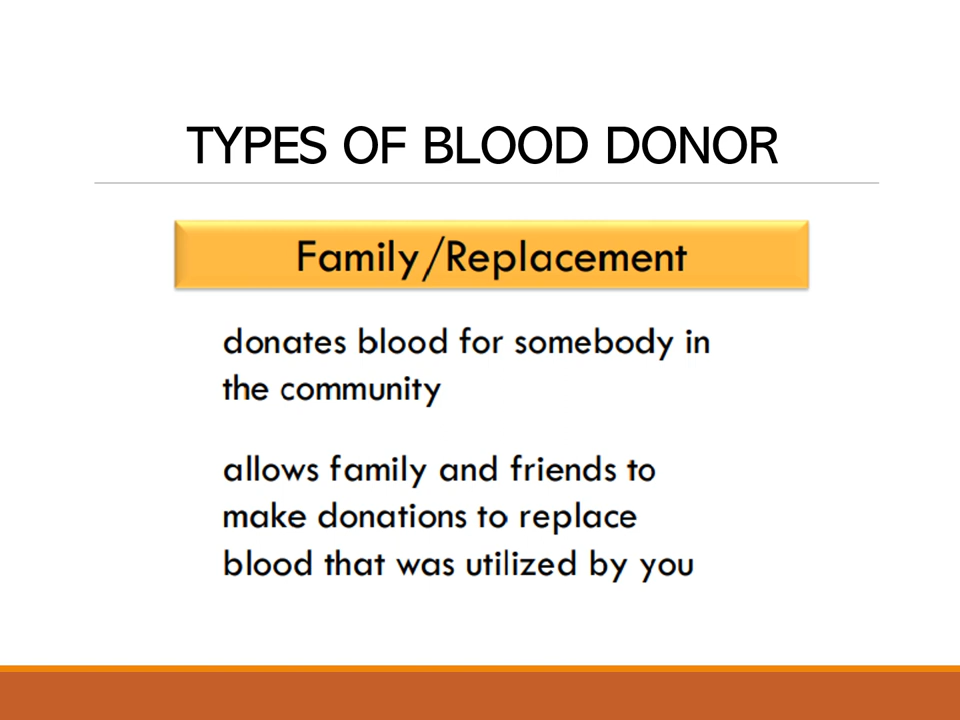 TYPES OF BLOOD DONOR
Family/Replacement
donates blood for somebody in
the community
allows family and friends to
make donations to replace
blood that was utilized by you